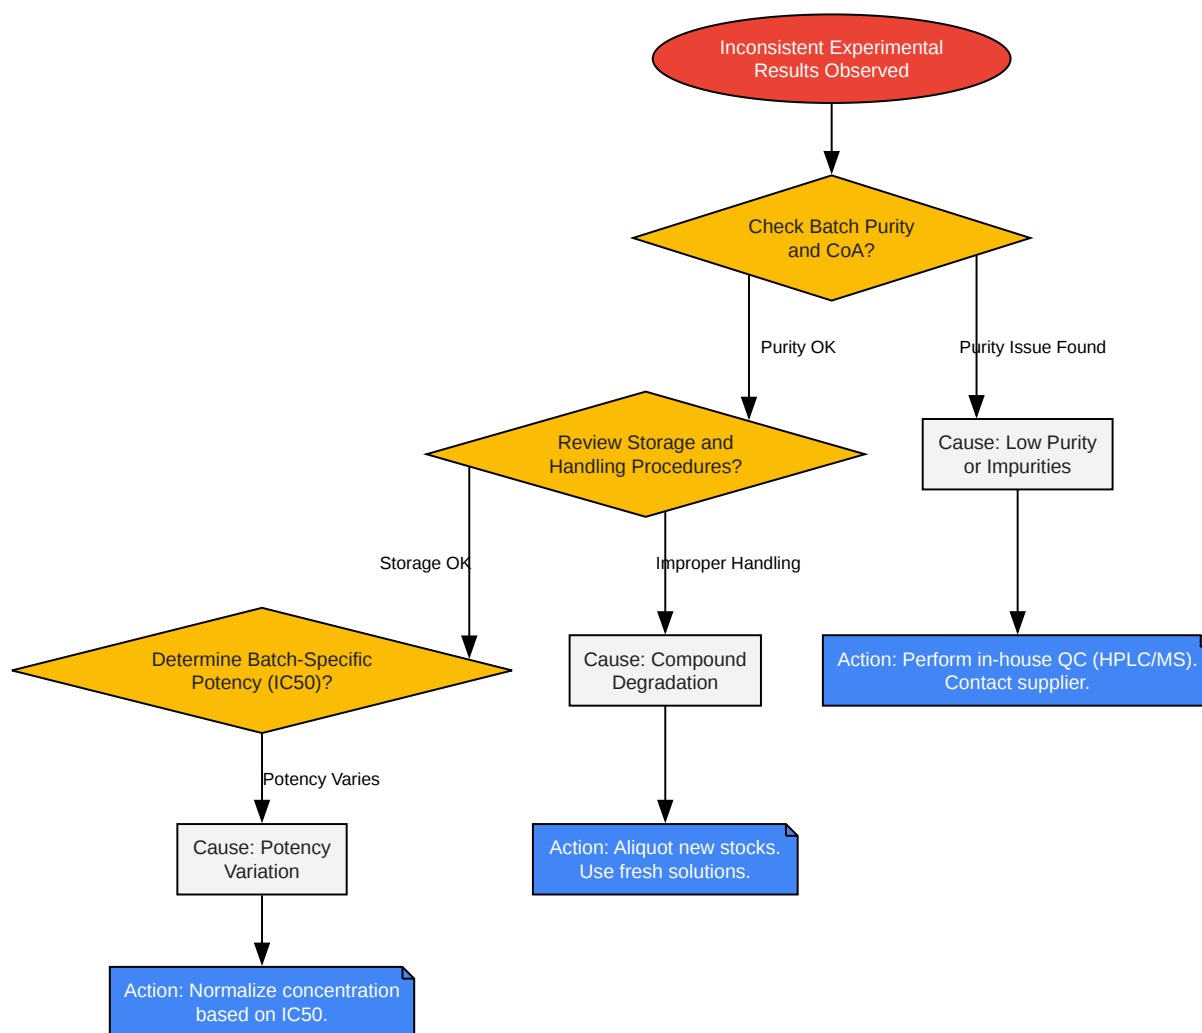 Inconsistent Experimental
Results Observed
Check Batch Purity
and CoA?
Purity OK
Purity Issue Found
Review Storage and
Handling Procedures?
Cause: Low Purity
or Impurities
Storage OK
Improper Handling
Determine Batch-Specific
Potency (IC50)?
Cause: Compound
Degradation
Action: Perform in-house QC (HPLC/MS).
Contact supplier.
Potency Varies
Cause: Potency
Variation
Action: Aliquot new stocks.
Use fresh solutions.
Action: Normalize concentration
based on IC50.